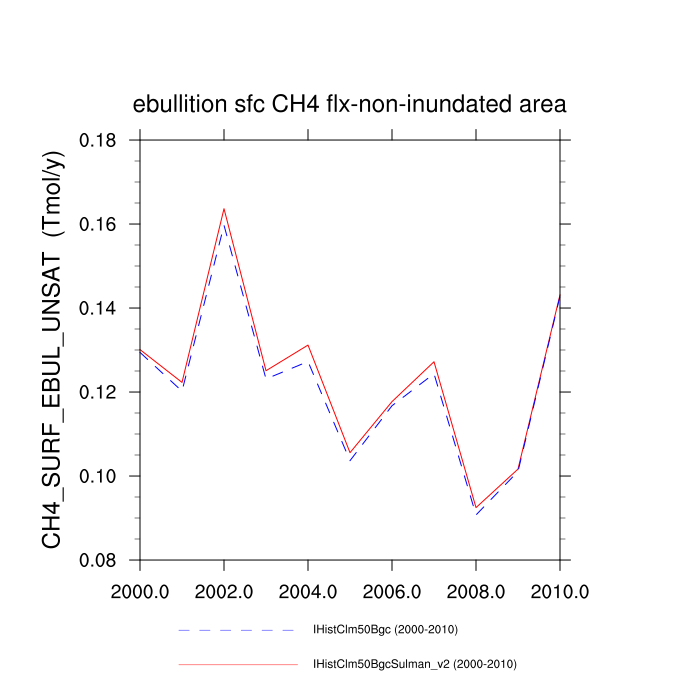 ebullition sfc CH4 flx-non-inundated area
CH4_SURF_EBUL_UNSAT (Tmol/y)
0.18
0.16
0.14
0.12
0.10
0.08
2000.0 2002.0 2004.0 2006.0 2008.0 2010.0
IHistClm50Bgc (2000-2010)
IHistClm50BgcSulman_v2 (2000-2010)